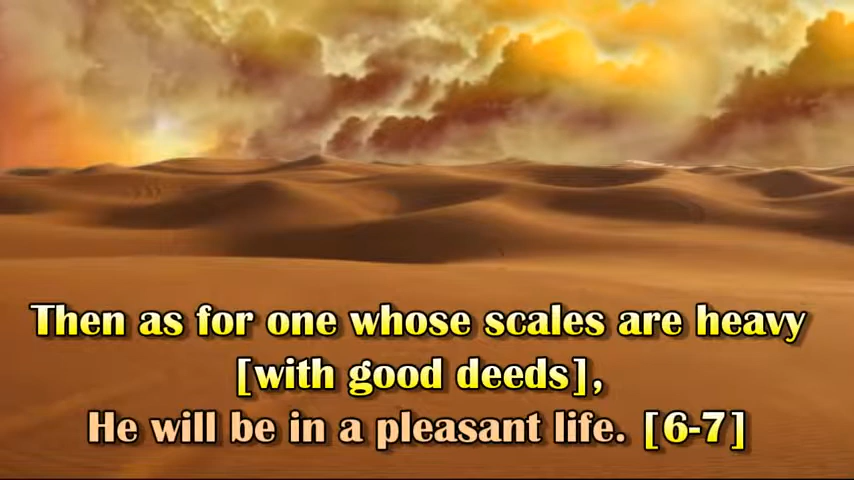 Then as for one whose scales are heavy
[with good deeds],
He will be in a pleasant life. [6-7]